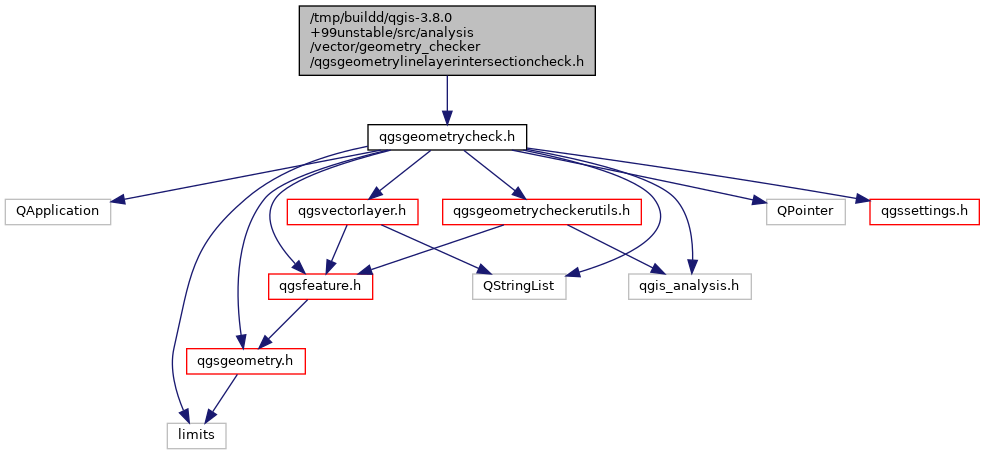 /tmp/buildd/qgis-3.8.0
+99unstable/src/analysis
/vector/geometry_checker
/qgsgeometrylinelayerintersectioncheck.h
qgsgeometrycheck.h
QApplication
qgsvectorlayer.h
qgsgeometrycheckerutils.h
QPointer
qgssettings.h
qgsfeature.h
QStringList
qgis_analysis.h
qgsgeometry.h
limits